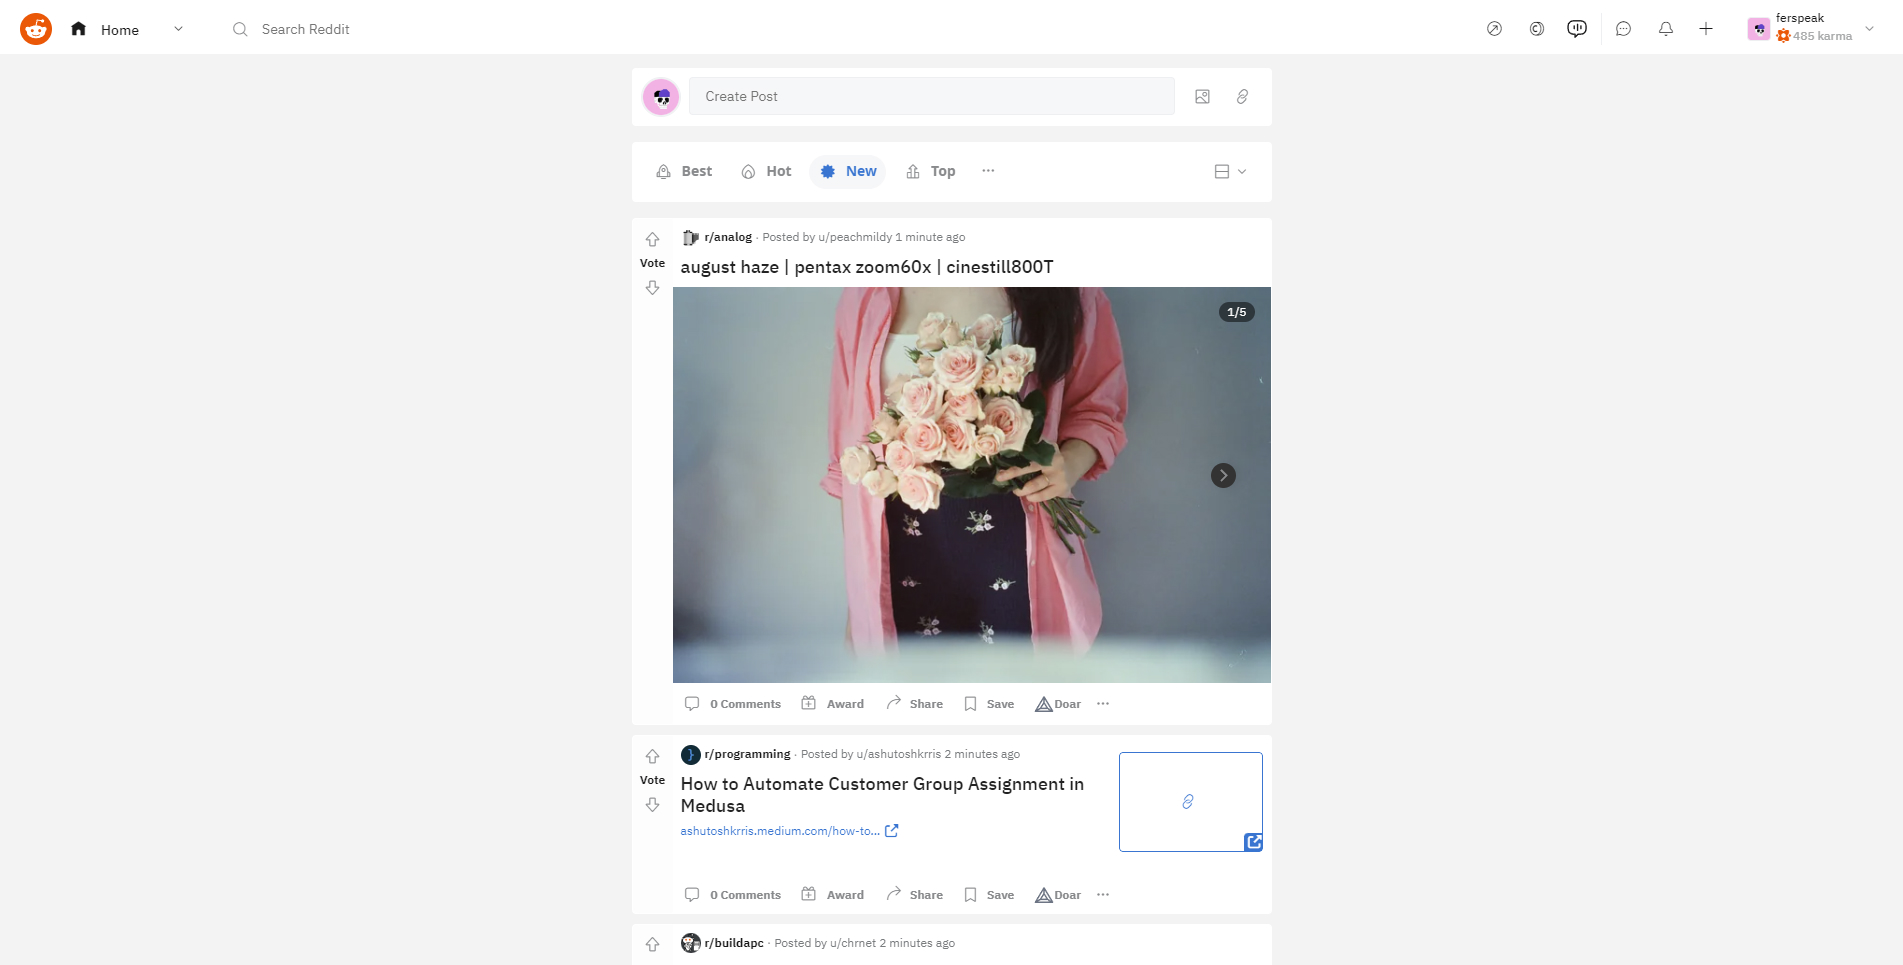 Home
Search Reddit
ferspeak
485 karma
Create Post
Best
Hot
New
Top
r/analog · Posted by u/peachmildy 1 minute ago
Vote
august haze | pentax zoom60x | cinestill800T
1/5
0 Comments
Award
Share
Save
Doar
r/programming · Posted by u/ashutoshkrris 2 minutes ago
Vote
How to Automate Customer Group Assignment in
Medusa
ashutoshkrris.medium.com/how-to...
0 Comments
Award
Share
Save
Doar
r/buildapc · Posted by u/chrnet 2 minutes ago